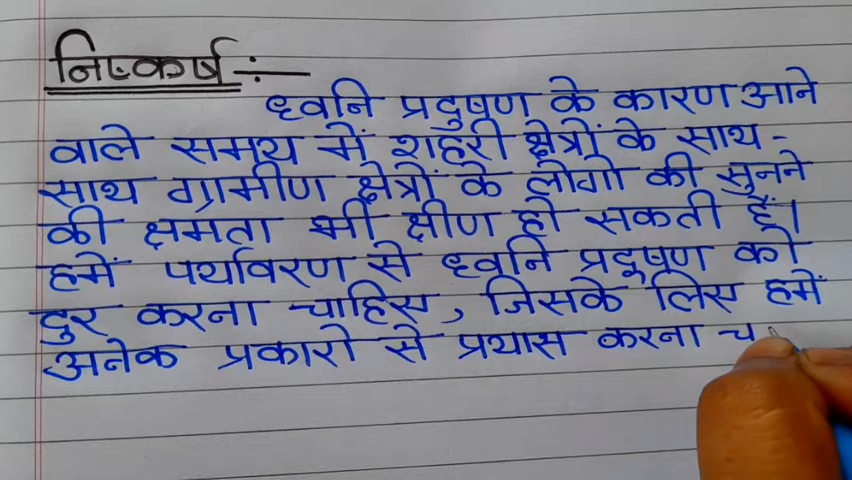 निष्कर्ष :-
ध्वनि प्रदुषण के कारण आने
वाले समय में शहरी क्षेत्रों के साथ -
साथ ग्रामीण क्षेत्रों के लोगो की सुनने
की क्षमता भी क्षीण हो सकती हैं।
हमें पर्यावरण से ध्वनि प्रदूषण को
दुर करना चाहिस, जिसके लिस हमें
अनेक प्रकारो से प्रयास करना च